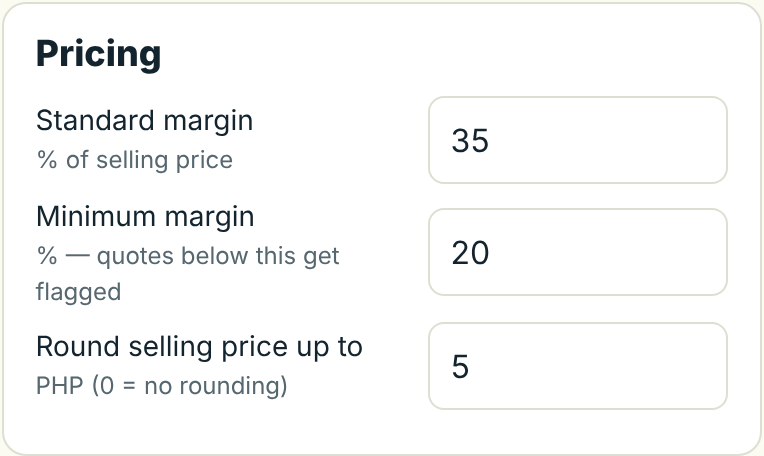 Pricing
Standard margin
% of selling price
35
Minimum margin
% — quotes below this get
flagged
20
Round selling price up to
PHP (0 = no rounding)
5